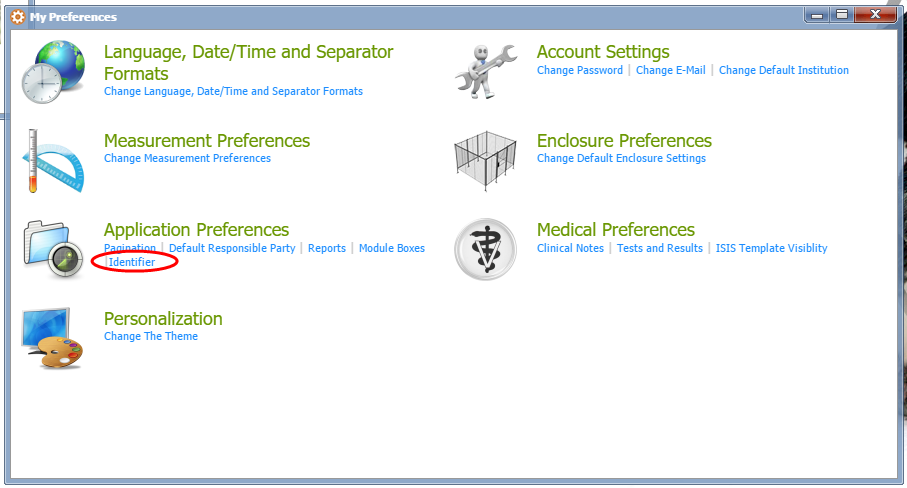 My Preferences
Language, Date/Time and Separator
Formats
Change Language, Date/Time and Separator Formats
Account Settings
Change Password | Change E-Mail | Change Default Institution
Measurement Preferences
Change Measurement Preferences
Enclosure Preferences
Change Default Enclosure Settings
Application Preferences
Pagination | Default Responsible Party | Reports | Module Boxes
| Identifier
Medical Preferences
Clinical Notes | Tests and Results | ISIS Template Visiblity
Personalization
Change The Theme